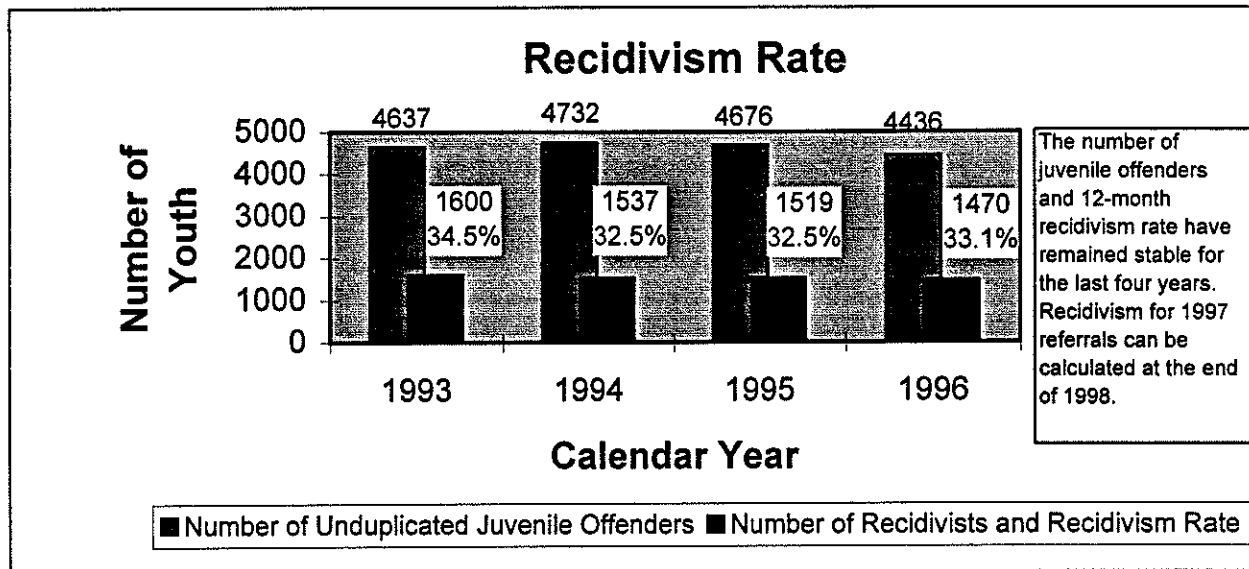 Recidivism Rate
Number of
Youth
5000
4000
3000
2000
1000
0
4637
4732
4676
4436
1600
34.5%
1537
32.5%
1519
32.5%
1470
33.1%
1993
1994
1995
1996
Calendar Year
The number of
juvenile offenders
and 12-month
recidivism rate have
remained stable for
the last four years.
Recidivism for 1997
referrals can be
calculated at the end
of 1998.
Number of Unduplicated Juvenile Offenders Number of Recidivists and Recidivism Rate